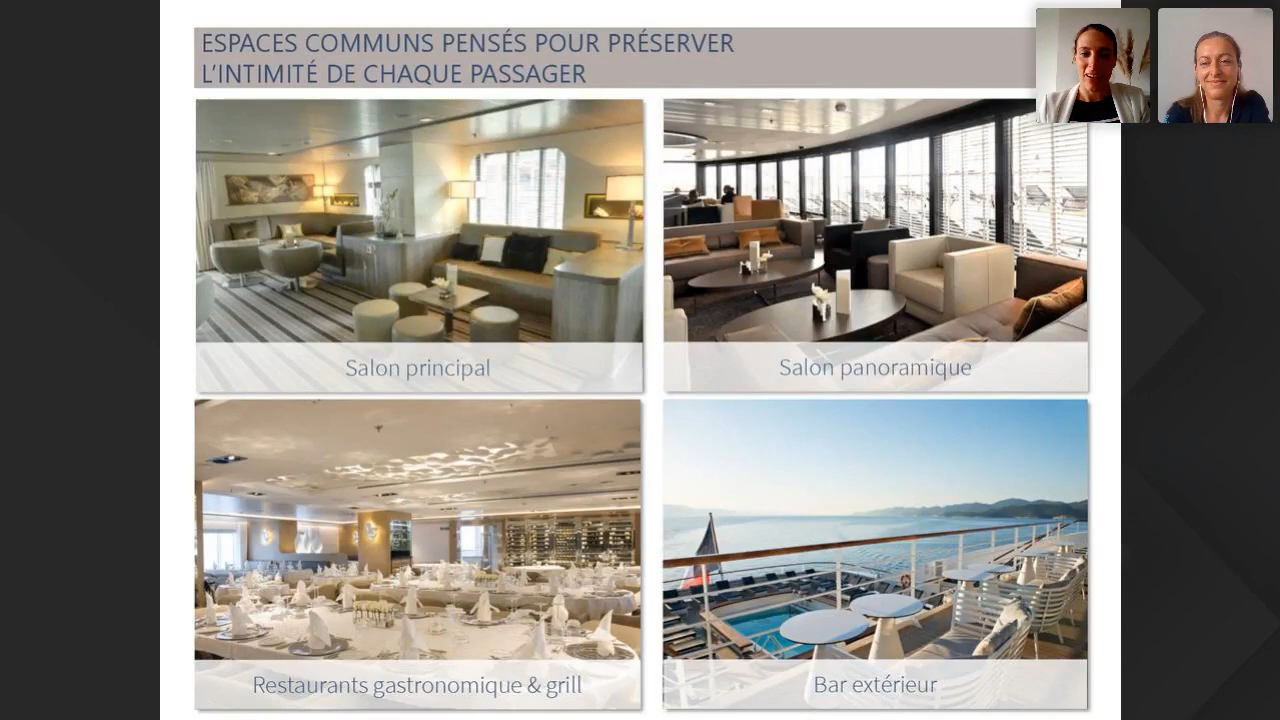 ESPACES COMMUNS PENSÉS POUR PRÉSERVER
L'INTIMITÉ DE CHAQUE PASSAGER
Salon principal
Salon panoramique
Restaurants gastronomique & grill
Bar extérieur